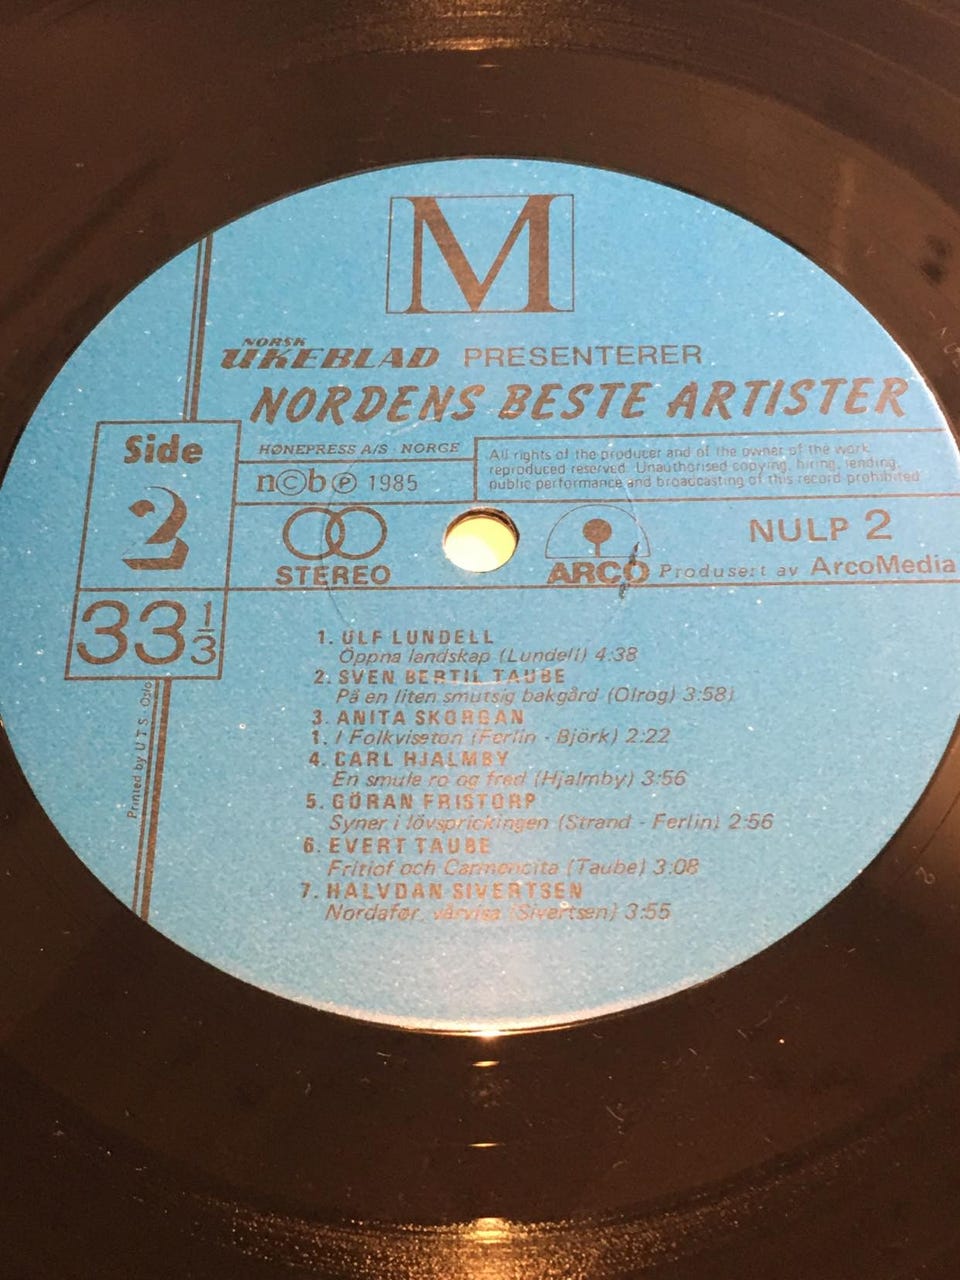 M
NORSK
UKEBLAD PRESENTERER
NORDENS BESTE ARTISTER
Side
2
33 1/3
HØNEPRESS A/S · NORGE
n©b ℗ 1985
All rights of the producer and of the owner of the work
reproduced reserved. Unauthorised copying, hiring, lending,
public performance and broadcasting of this record prohibited
STEREO
ARCO
NULP 2
Produsert av ArcoMedia
1. ULF LUNDELL
Öppna landskap (Lundell) 4:38
2. SVEN BERTIL TAUBE
På en liten smutsig bakgård (Olrog) 3:58)
3. ANITA SKORGAN
1. I Folkviseton (Ferlin - Björk) 2:22
4. CARL HJALMBY
En smule ro og fred (Hjalmby) 3:56
5. GÖRAN FRISTORP
Syner i lövsprickingen (Strand - Ferlin) 2:56
6. EVERT TAUBE
Fritiof och Carmencita (Taube) 3:08
7. HALVDAN SIVERTSEN
Nordafør, vårvisa (Sivertsen) 3:55
Printed by U.T.S. - Oslo